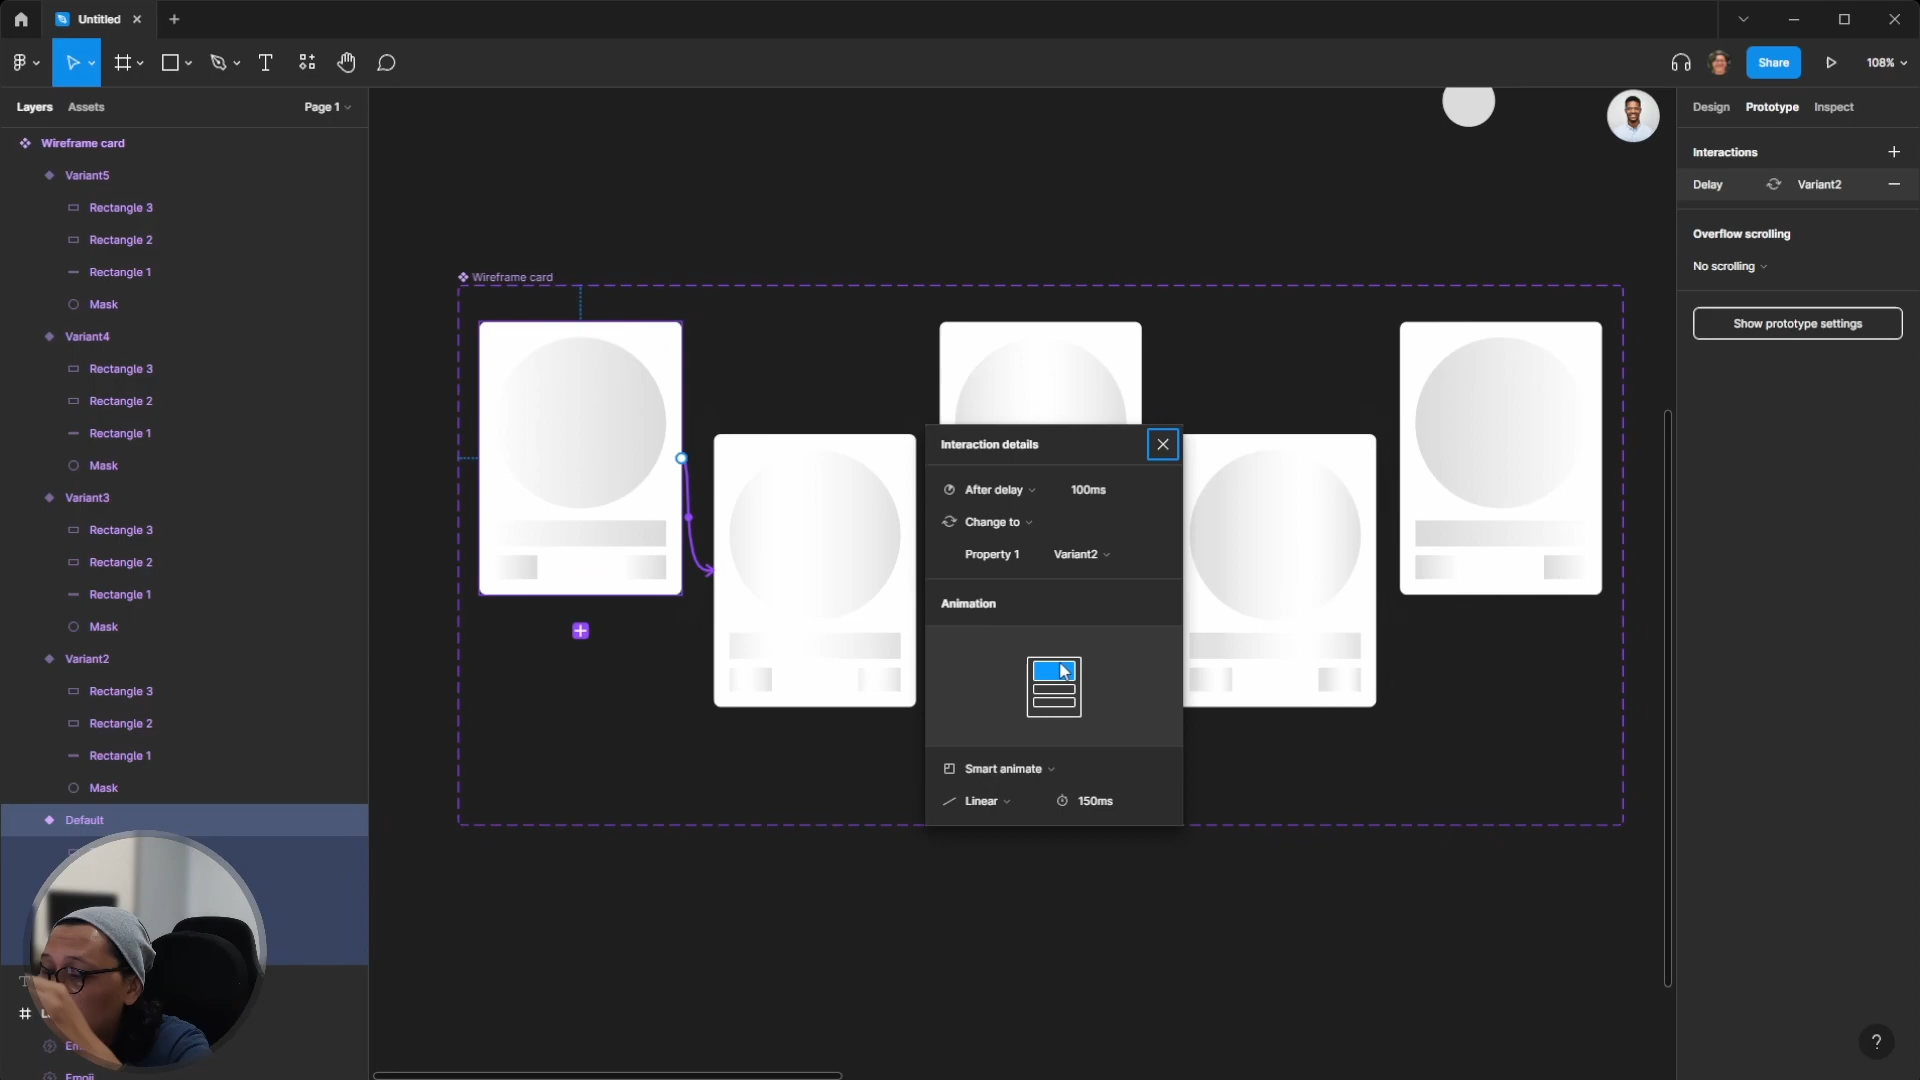 Untitled
Share
108%
Layers
Assets
Page 1
Design
Prototype
Inspect
Wireframe card
Variant5
Rectangle 3
Rectangle 2
Rectangle 1
Mask
Variant4
Rectangle 3
Rectangle 2
Rectangle 1
Mask
Variant3
Rectangle 3
Rectangle 2
Rectangle 1
Mask
Variant2
Rectangle 3
Rectangle 2
Rectangle 1
Mask
Default
Wireframe card
Interaction details
After delay
100ms
Change to
Property 1
Variant2
Animation
Smart animate
Linear
150ms
Interactions
Delay
Variant2
Overflow scrolling
No scrolling
Show prototype settings
?